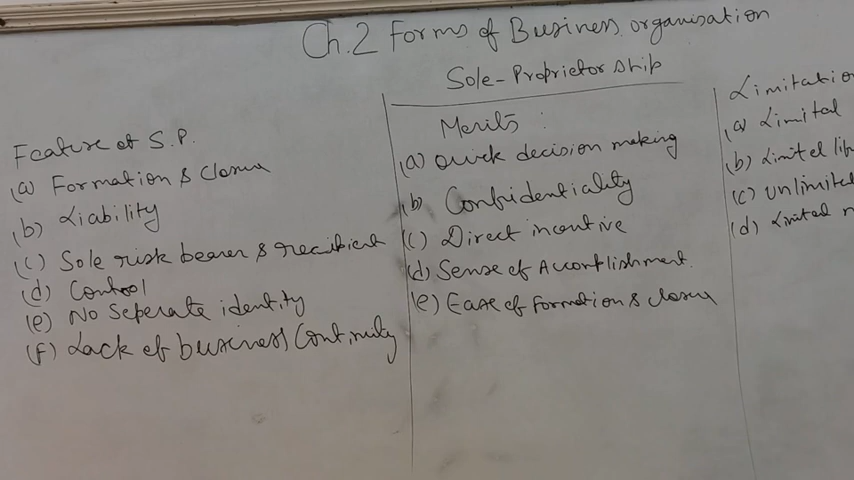 Ch.2 Forms of Business organisation
Sole-Proprietorship
Feature of S.P.
(a) Formation & Closure
(b) Liability
(c) Sole risk bearer & recipient
(d) Control
(e) No Seperate identity
(f) Lack of business Continuity
Merits :
(a) Quick decision making
(b) Confidentiality
(c) Direct incentive
(d) Sense of Accomplishment
(e) Ease of Formation & closure
Limitatio
(a) Limited
(b) Limited
(c) Unlimited
(d) Limited